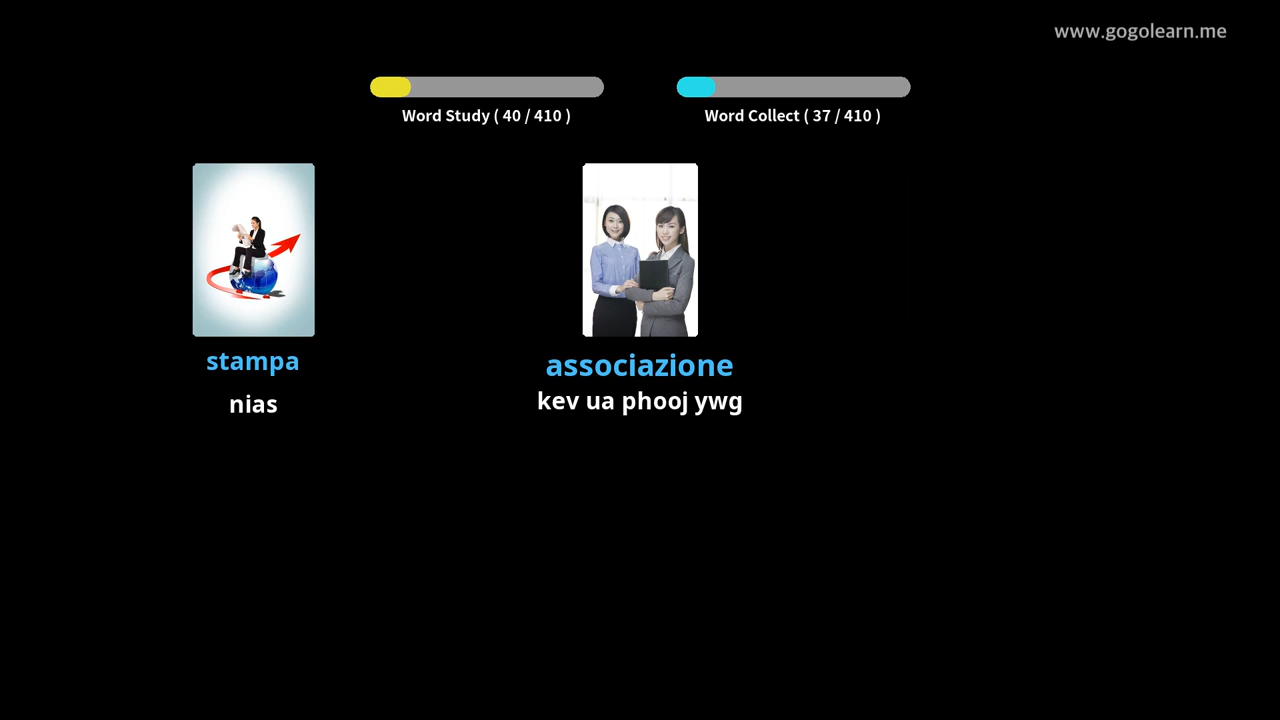 www.gogolearn.me
Word Study ( 40 / 410 )
Word Collect ( 37 / 410 )
stampa
nias
associazione
kev ua phooj ywg